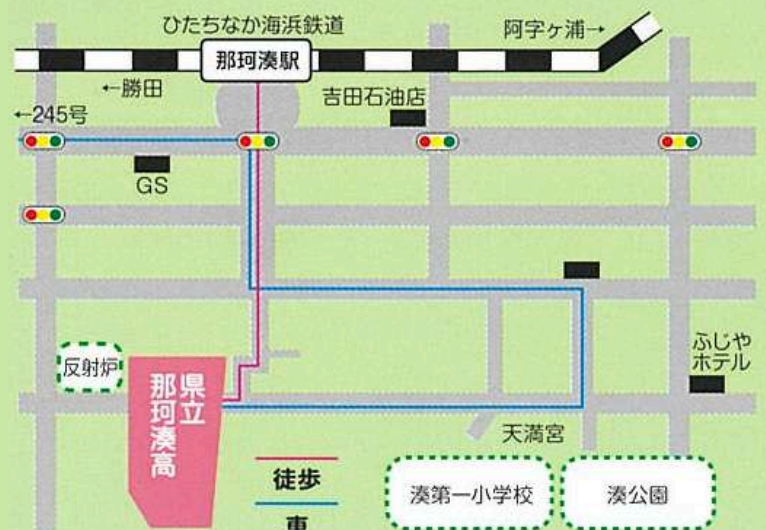 ひたちなか海浜鉄道
阿字ヶ浦→
那珂湊駅
←勝田
吉田石油店
←245号
GS
反射炉
ふじや
ホテル
県立
那珂湊高
天満宮
徒歩
湊第一小学校
湊公園
車